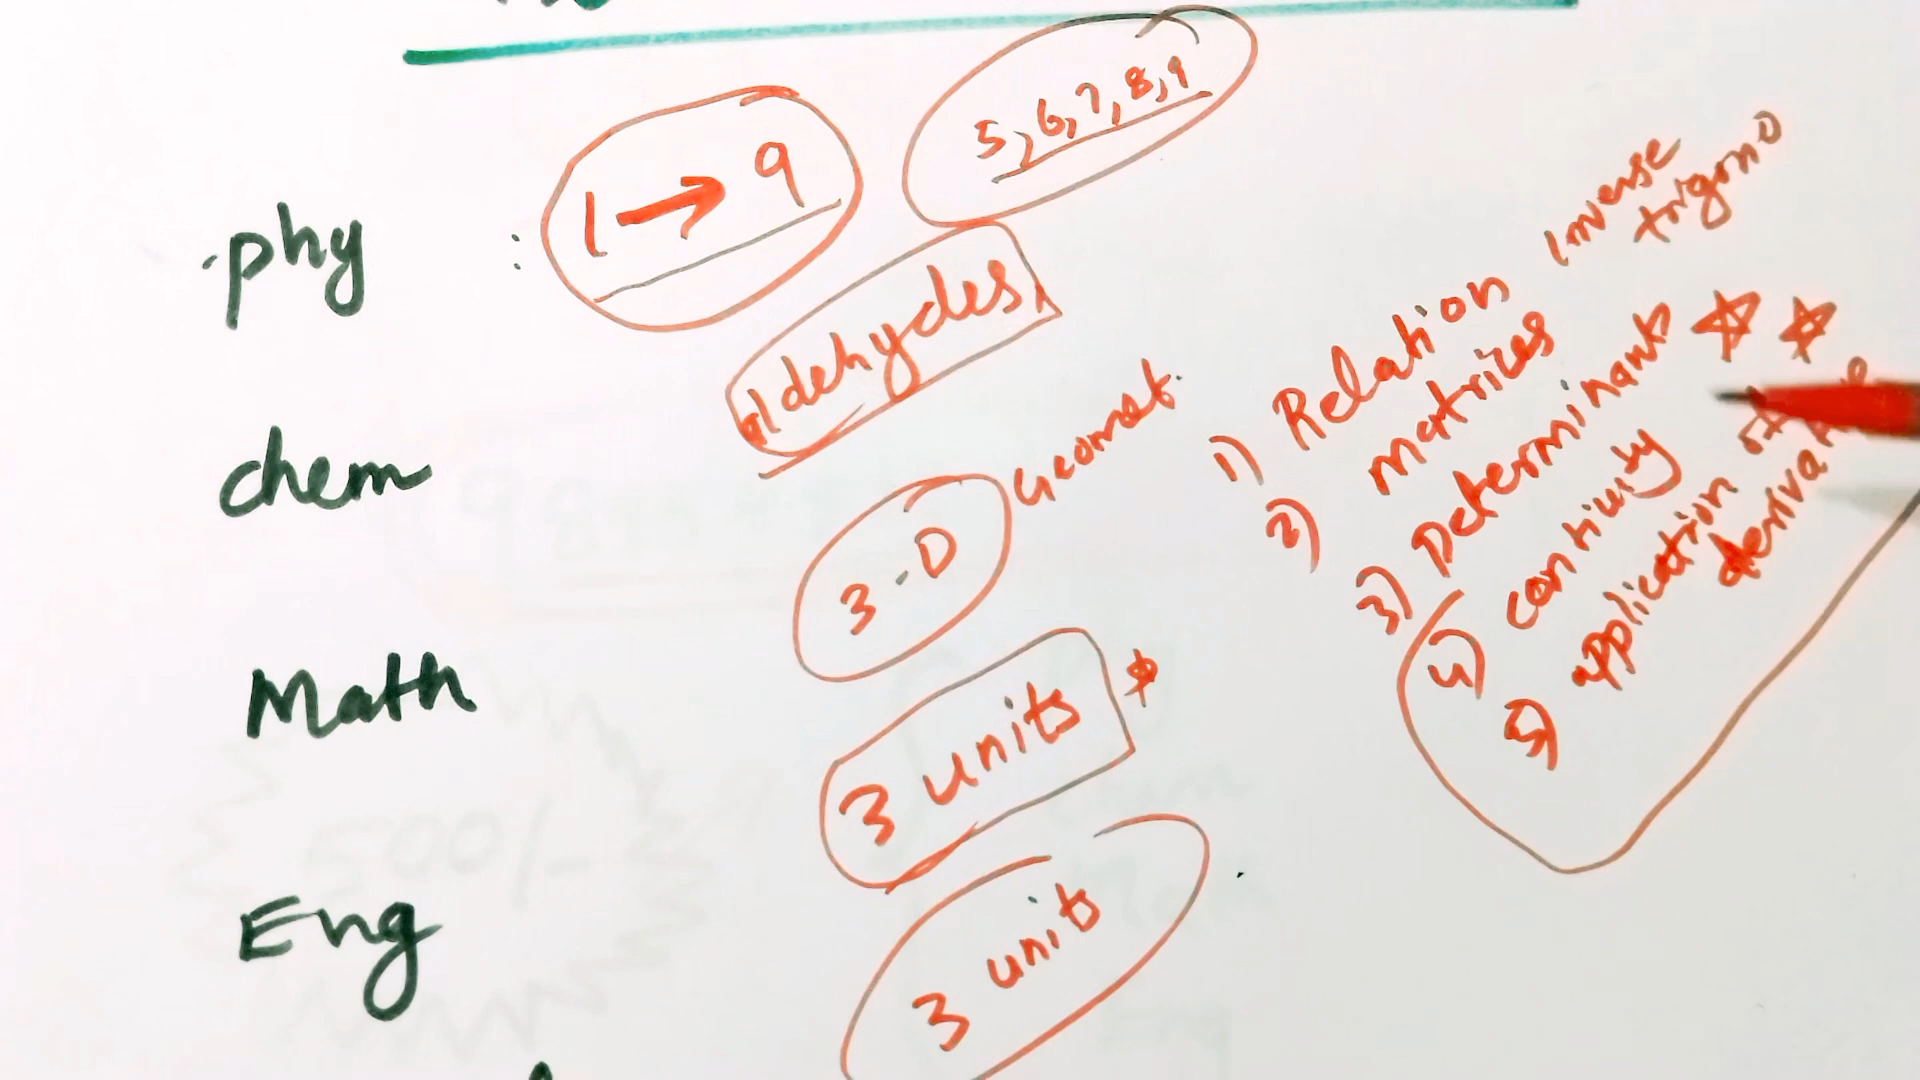 phy : 1 → 9
5, 6, 7, 8, 9
chem
Aldehydes
Math
3-D Geomet.
Eng
3 units
3 units
1) Relation Inverse trigono
2) matrices
3) Determinant
4) continuity
5) application of derivative